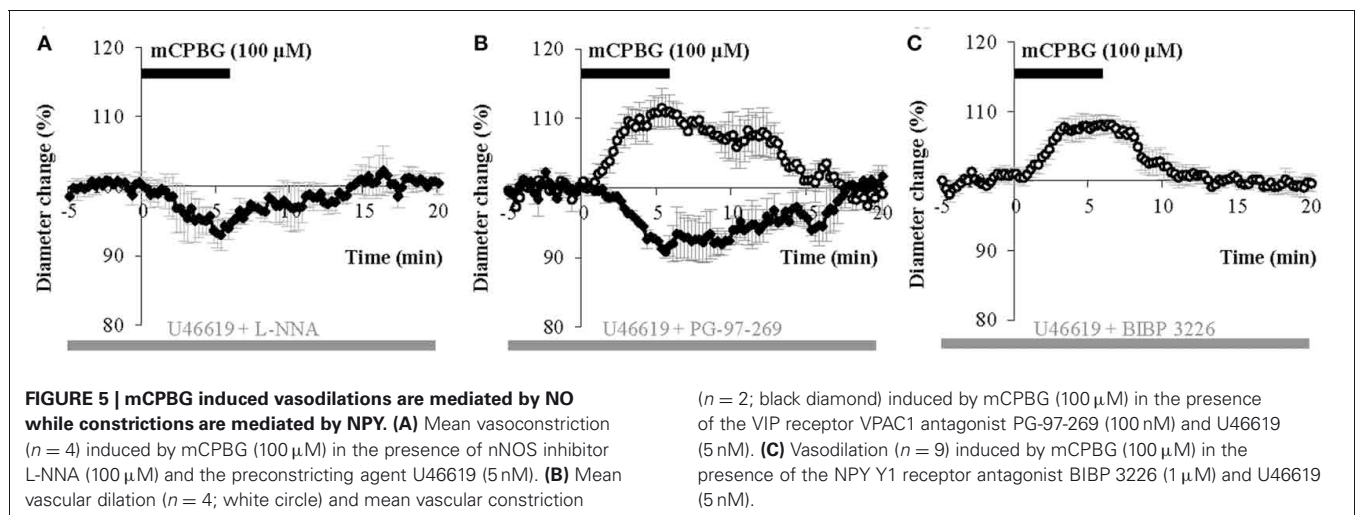 A
mCPBG (100 µM)
120
110
90
80
Diameter change (%)
-5 0 5 10 15 20
Time (min)
U46619 + L-NNA
B
mCPBG (100 µM)
120
110
100
90
80
Diameter change (%)
-5 0 5 10 15 20
Time (min)
U46619 + PG-97-269
C
mCPBG (100 µM)
120
110
100
90
80
Diameter change (%)
-5 0 5 10 15 20
Time (min)
U46619 + BIBP 3226
FIGURE 5 | mCPBG induced vasodilations are mediated by NO
while constrictions are mediated by NPY. (A) Mean vasoconstriction
(n = 4) induced by mCPBG (100 µM) in the presence of nNOS inhibitor
L-NNA (100 µM) and the preconstricting agent U46619 (5 nM). (B) Mean
vascular dilation (n = 4; white circle) and mean vascular constriction
(n = 2; black diamond) induced by mCPBG (100 µM) in the presence
of the VIP receptor VPAC1 antagonist PG-97-269 (100 nM) and U46619
(5 nM). (C) Vasodilation (n = 9) induced by mCPBG (100 µM) in the
presence of the NPY Y1 receptor antagonist BIBP 3226 (1 µM) and U46619
(5 nM).